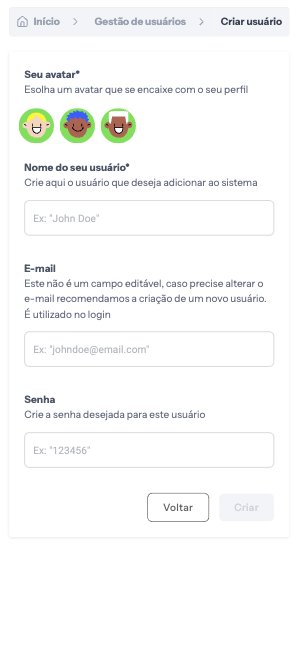 Início > Gestão de usuários > Criar usuário
Seu avatar*
Esolha um avatar que se encaixe com o seu perfil
Nome do seu usuário*
Crie aqui o usuário que deseja adicionar ao sistema
Ex: "John Doe"
E-mail
Este não é um campo editável, caso precise alterar o
e-mail recomendamos a criação de um novo usuário.
É utilizado no login
Ex: "johndoe@email.com"
Senha
Crie a senha desejada para este usuário
Ex: "123456"
Voltar Criar